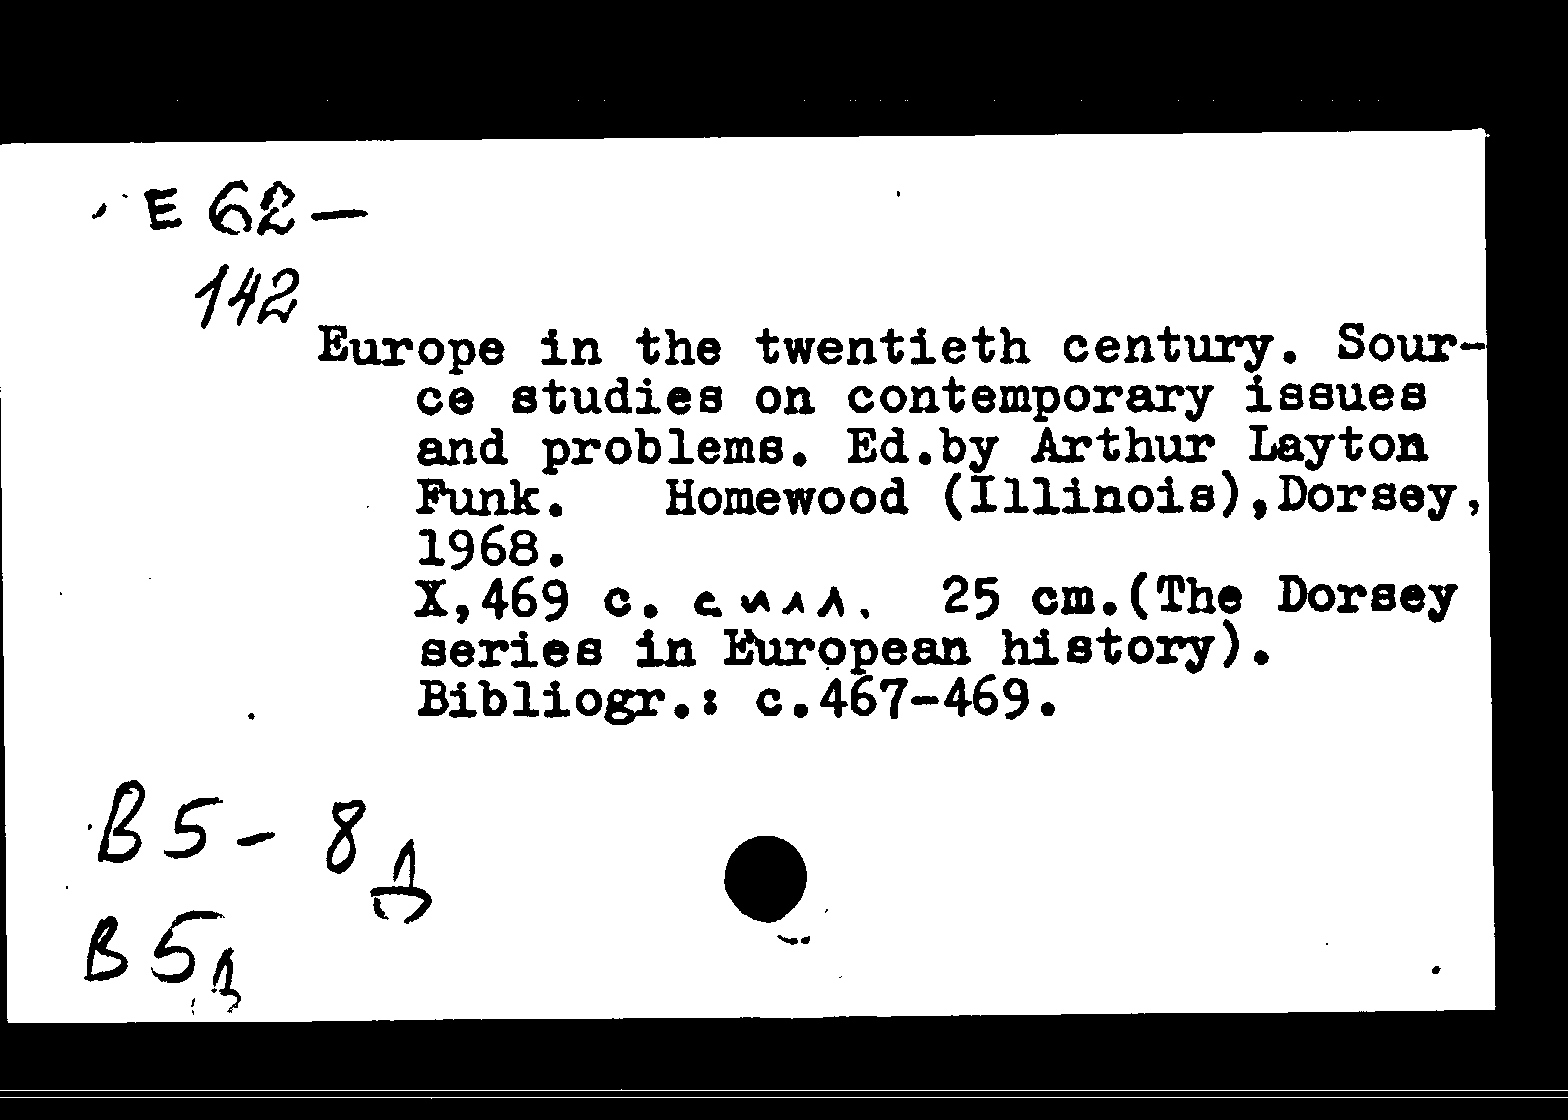 E 62-
142
Europe in the twentieth century. Sour-
ce studies on contemporary issues
and problems. Ed.by Arthur Layton
Funk. Homewood (Illinois),Dorsey,
1968.
X,469 с. с илл. 25 cm.(The Dorsey
series in European history).
Bibliogr.: c.467-469.
B5-8
B5